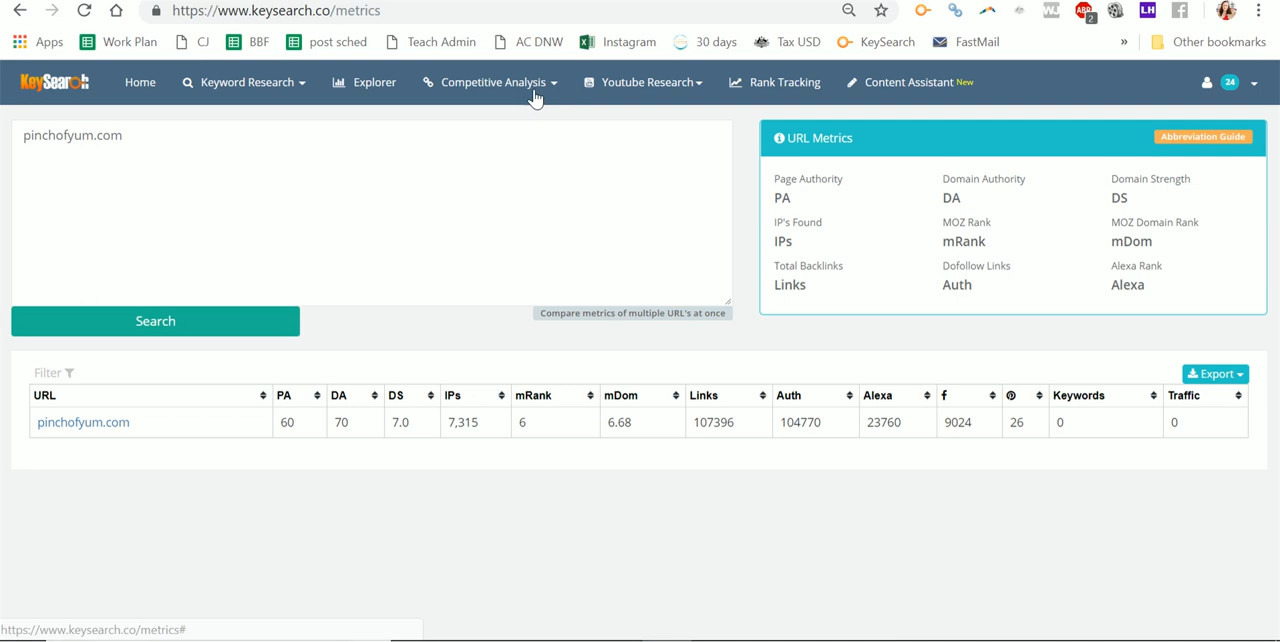 https://www.keysearch.co/metrics
ABP
2
WJ
LH
Apps Work Plan CJ BBF post sched Teach Admin AC DNW Instagram 30 days Tax USD KeySearch FastMail » Other bookmarks
KeySearch Home Keyword Research Explorer Competitive Analysis Youtube Research Rank Tracking Content Assistant New 24
pinchofyum.com
URL Metrics Abbreviation Guide
Page Authority Domain Authority Domain Strength
PA DA DS
IP's Found MOZ Rank MOZ Domain Rank
IPs mRank mDom
Total Backlinks Dofollow Links Alexa Rank
Links Auth Alexa
Compare metrics of multiple URL's at once
Search
Filter Export
URL PA DA DS IPs mRank mDom Links Auth Alexa f Keywords Traffic
pinchofyum.com 60 70 7.0 7,315 6 6.68 107396 104770 23760 9024 26 0 0
https://www.keysearch.co/metrics#